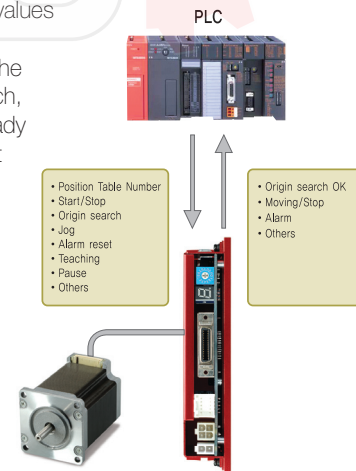 values
PLC
he
ch,
ady
t
• Position Table Number
• Start/Stop
• Origin search
• Jog
• Alarm reset
• Teaching
• Pause
• Others
• Origin search OK
• Moving/Stop
• Alarm
• Others